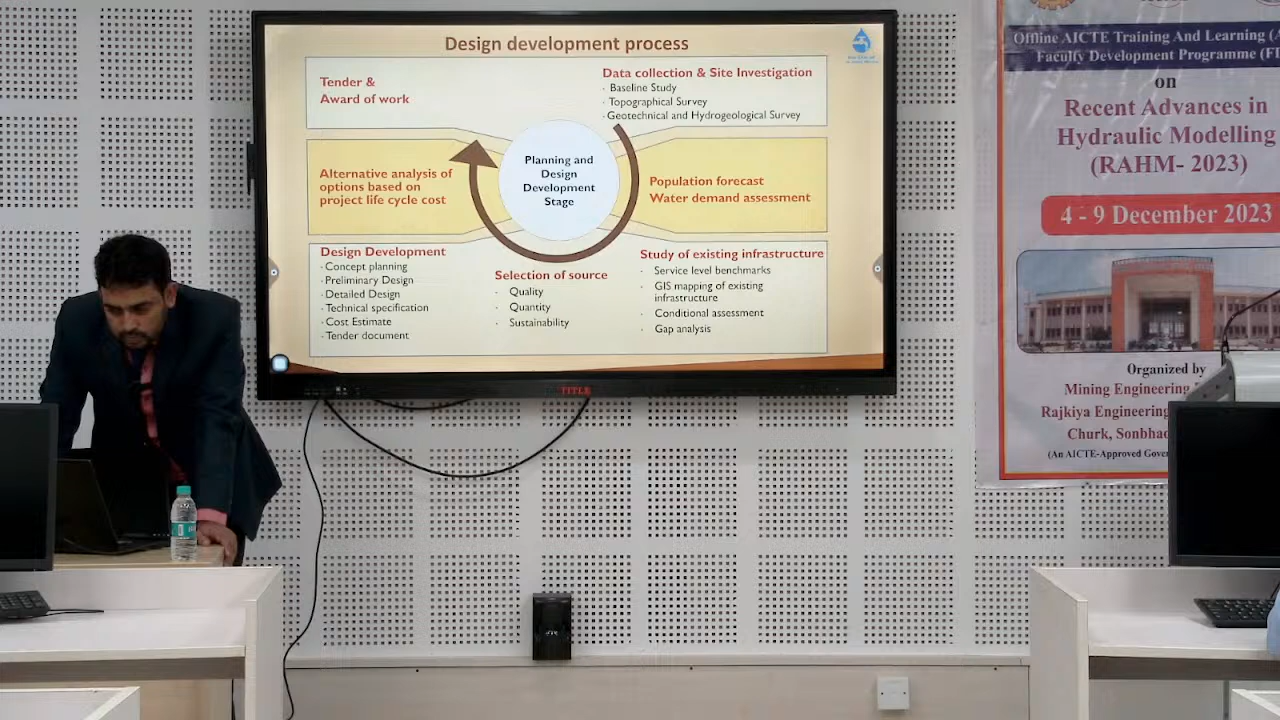 Design development process
Tender &
Award of work
Data collection & Site Investigation
· Baseline Study
· Topographical Survey
· Geotechnical and Hydrogeological Survey
Planning and
Design
Development
Stage
Alternative analysis of
options based on
project life cycle cost
Population forecast
Water demand assessment
Design Development
· Concept planning
· Preliminary Design
· Detailed Design
· Technical specification
· Cost Estimate
· Tender document
Selection of source
· Quality
· Quantity
· Sustainability
Study of existing infrastructure
· Service level benchmarks
· GIS mapping of existing
infrastructure
· Conditional assessment
· Gap analysis
TITLE
Offline AICTE Training And Learning
Faculty Development Programme
on
Recent Advances in
Hydraulic Modelling
(RAHM- 2023)
4 - 9 December 2023
Organized by
Mining Engineering
Rajkiya Engineering
Churk,
(An AICTE-Approved